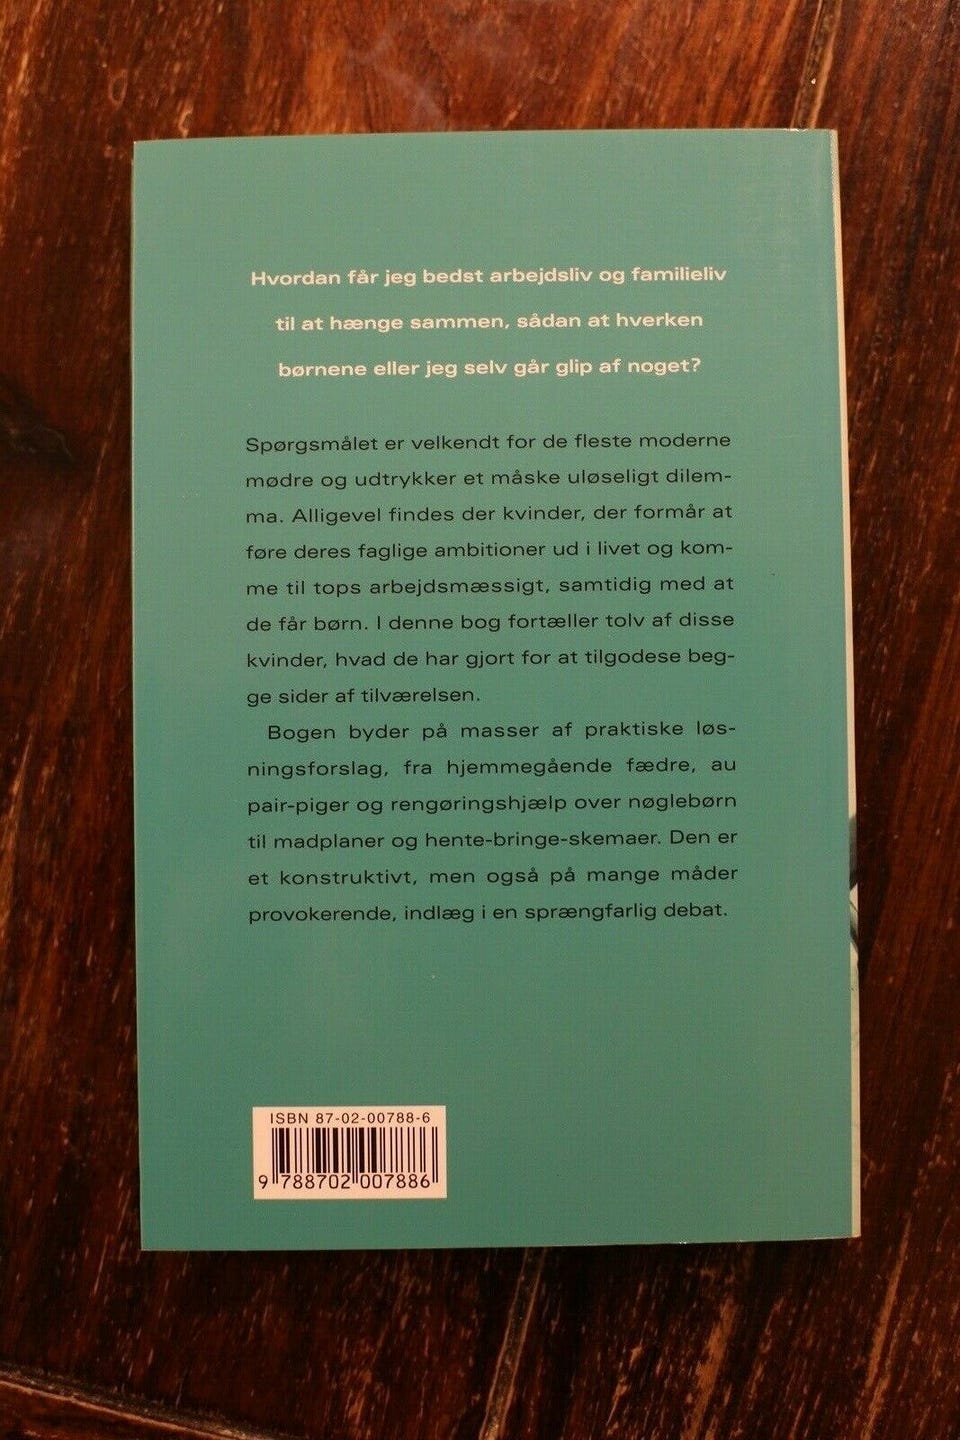 Hvordan får jeg bedst arbejdsliv og familieliv
til at hænge sammen, sådan at hverken
børnene eller jeg selv går glip af noget?
Spørgsmålet er velkendt for de fleste moderne
mødre og udtrykker et måske uløseligt dilem-
ma. Alligevel findes der kvinder, der formår at
føre deres faglige ambitioner ud i livet og kom-
me til tops arbejdsmæssigt, samtidig med at
de får børn. I denne bog fortæller tolv af disse
kvinder, hvad de har gjort for at tilgodese beg-
ge sider af tilværelsen.
Bogen byder på masser af praktiske løs-
ningsforslag, fra hjemmegående fædre, au
pair-piger og rengøringshjælp over nøglebørn
til madplaner og hente-bringe-skemaer. Den er
et konstruktivt, men også på mange måder
provokerende, indlæg i en sprængfarlig debat.
ISBN 87-02-00788-6
9 788702 007886